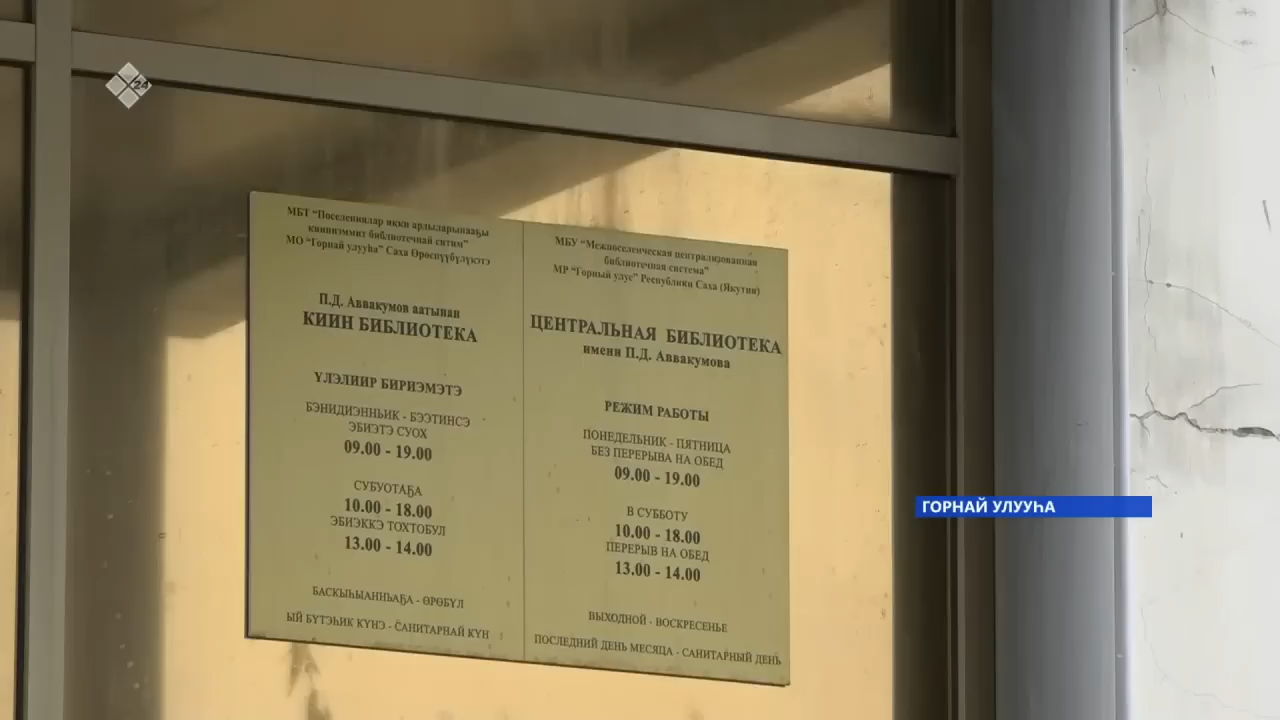 24
МБТ "Поселениялар икки ардыларынааҕы
кииннэммит библиотечнай ситим"
МО "Горнай улууһа" Саха Өрөспүүбүлүкэтэ
П.Д. Аввакумов аатынан
КИИН БИБЛИОТЕКА
ҮЛЭЛИИР БИРИЭМЭТЭ
БЭНИДИЭННЬИК - БЭЭТИНСЭ
ЭБИЭТЭ СУОХ
09.00 - 19.00
СУБУОТАҔА
10.00 - 18.00
ЭБИЭККЭ ТОХТОБУЛ
13.00 - 14.00
БАСКЫҺЫАННЬАҔА - ӨРӨБҮЛ
ЫЙ БҮТЭҺИК КҮНЭ - САНИТАРНАЙ КҮН
МБУ "Межпоселенческая централизованная
библиотечная система"
МР "Горный улус" Республики Саха (Якутия)
ЦЕНТРАЛЬНАЯ БИБЛИОТЕКА
имени П.Д. Аввакумова
РЕЖИМ РАБОТЫ
ПОНЕДЕЛЬНИК - ПЯТНИЦА
БЕЗ ПЕРЕРЫВА НА ОБЕД
09.00 - 19.00
В СУББОТУ
10.00 - 18.00
ПЕРЕРЫВ НА ОБЕД
13.00 - 14.00
ВЫХОДНОЙ - ВОСКРЕСЕНЬЕ
ПОСЛЕДНИЙ ДЕНЬ МЕСЯЦА - САНИТАРНЫЙ ДЕНЬ
ГОРНАЙ УЛУУҺА